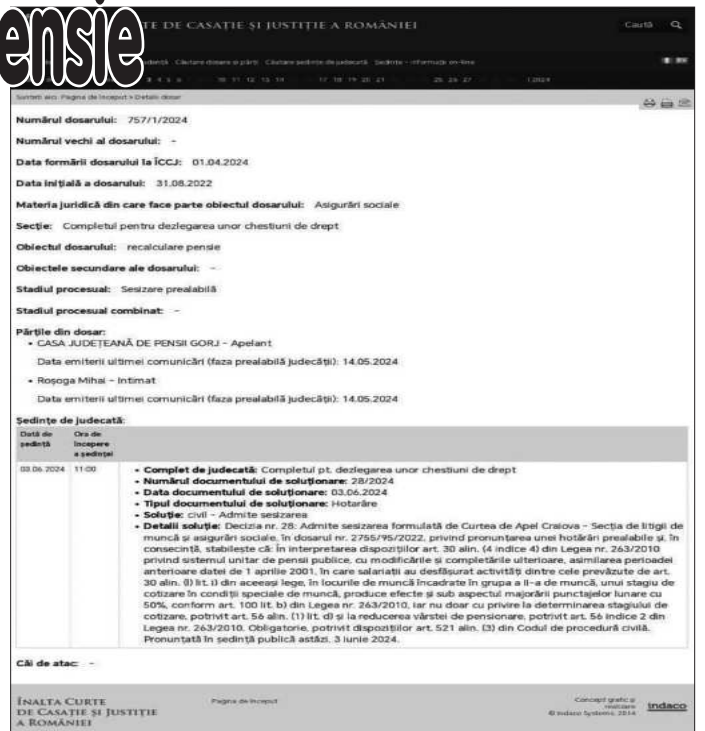 ensie
TE DE CASAȚIE ȘI JUSTIȚIE A ROMÂNIEI
Caută
Căutare dosare și părți Căutare ședințe de judecată Ședințe - informații on-line
Sunteți aici: Pagina de început > Detalii dosar
Numărul dosarului: 757/1/2024
Numărul vechi al dosarului: -
Data formării dosarului la ÎCCJ: 01.04.2024
Data inițială a dosarului: 31.08.2022
Materia juridică din care face parte obiectul dosarului: Asigurări sociale
Secție: Completul pentru dezlegarea unor chestiuni de drept
Obiectul dosarului: recalculare pensie
Obiectele secundare ale dosarului: -
Stadiul procesual: Sesizare prealabilă
Stadiul procesual combinat: -
Părțile din dosar:
• CASA JUDEȚEANĂ DE PENSII GORJ - Apelant
Data emiterii ultimei comunicări (faza prealabilă judecății): 14.05.2024
• Roșoga Mihai - Intimat
Data emiterii ultimei comunicări (faza prealabilă judecății): 14.05.2024
Ședințe de judecată:
Dată de ședință
Ora de începere a ședinței
03.06.2024 11:00
• Complet de judecată: Completul pt. dezlegarea unor chestiuni de drept
• Numărul documentului de soluționare: 28/2024
• Data documentului de soluționare: 03.06.2024
• Tipul documentului de soluționare: Hotarâre
• Soluție: civil - Admite sesizarea
• Detalii soluție: Decizia nr. 28: Admite sesizarea formulată de Curtea de Apel Craiova - Secția de litigii de
muncă și asigurări sociale, în dosarul nr. 2755/95/2022, privind pronunțarea unei hotărâri prealabile și, în
consecință, stabilește că: În interpretarea dispozițiilor art. 30 alin. (4 indice 4) din Legea nr. 263/2010
privind sistemul unitar de pensii publice, cu modificările și completările ulterioare, asimilarea perioadei
anterioare datei de 1 aprilie 2001, în care salariații au desfășurat activități dintre cele prevăzute de art.
30 alin. (l) lit. i) din aceeași lege, în locurile de muncă încadrate în grupa a II-a de muncă, unui stagiu de
cotizare în condiții speciale de muncă, produce efecte și sub aspectul majorării punctajelor lunare cu
50%, conform art. 100 lit. b) din Legea nr. 263/2010, iar nu doar cu privire la determinarea stagiului de
cotizare, potrivit art. 56 alin. (1) lit. d) și la reducerea vârstei de pensionare, potrivit art. 56 indice 2 din
Legea nr. 263/2010. Obligatorie, potrivit dispozițiilor art. 521 alin. (3) din Codul de procedură civilă.
Pronunțată în ședință publică astăzi, 3 iunie 2024.
Căi de atac: -
ÎNALTA CURTE
DE CASAȚIE ȘI JUSTIȚIE
A ROMÂNIEI
Pagina de început
Concept grafic și
realizare
© Indaco Systems, 2014
indaco